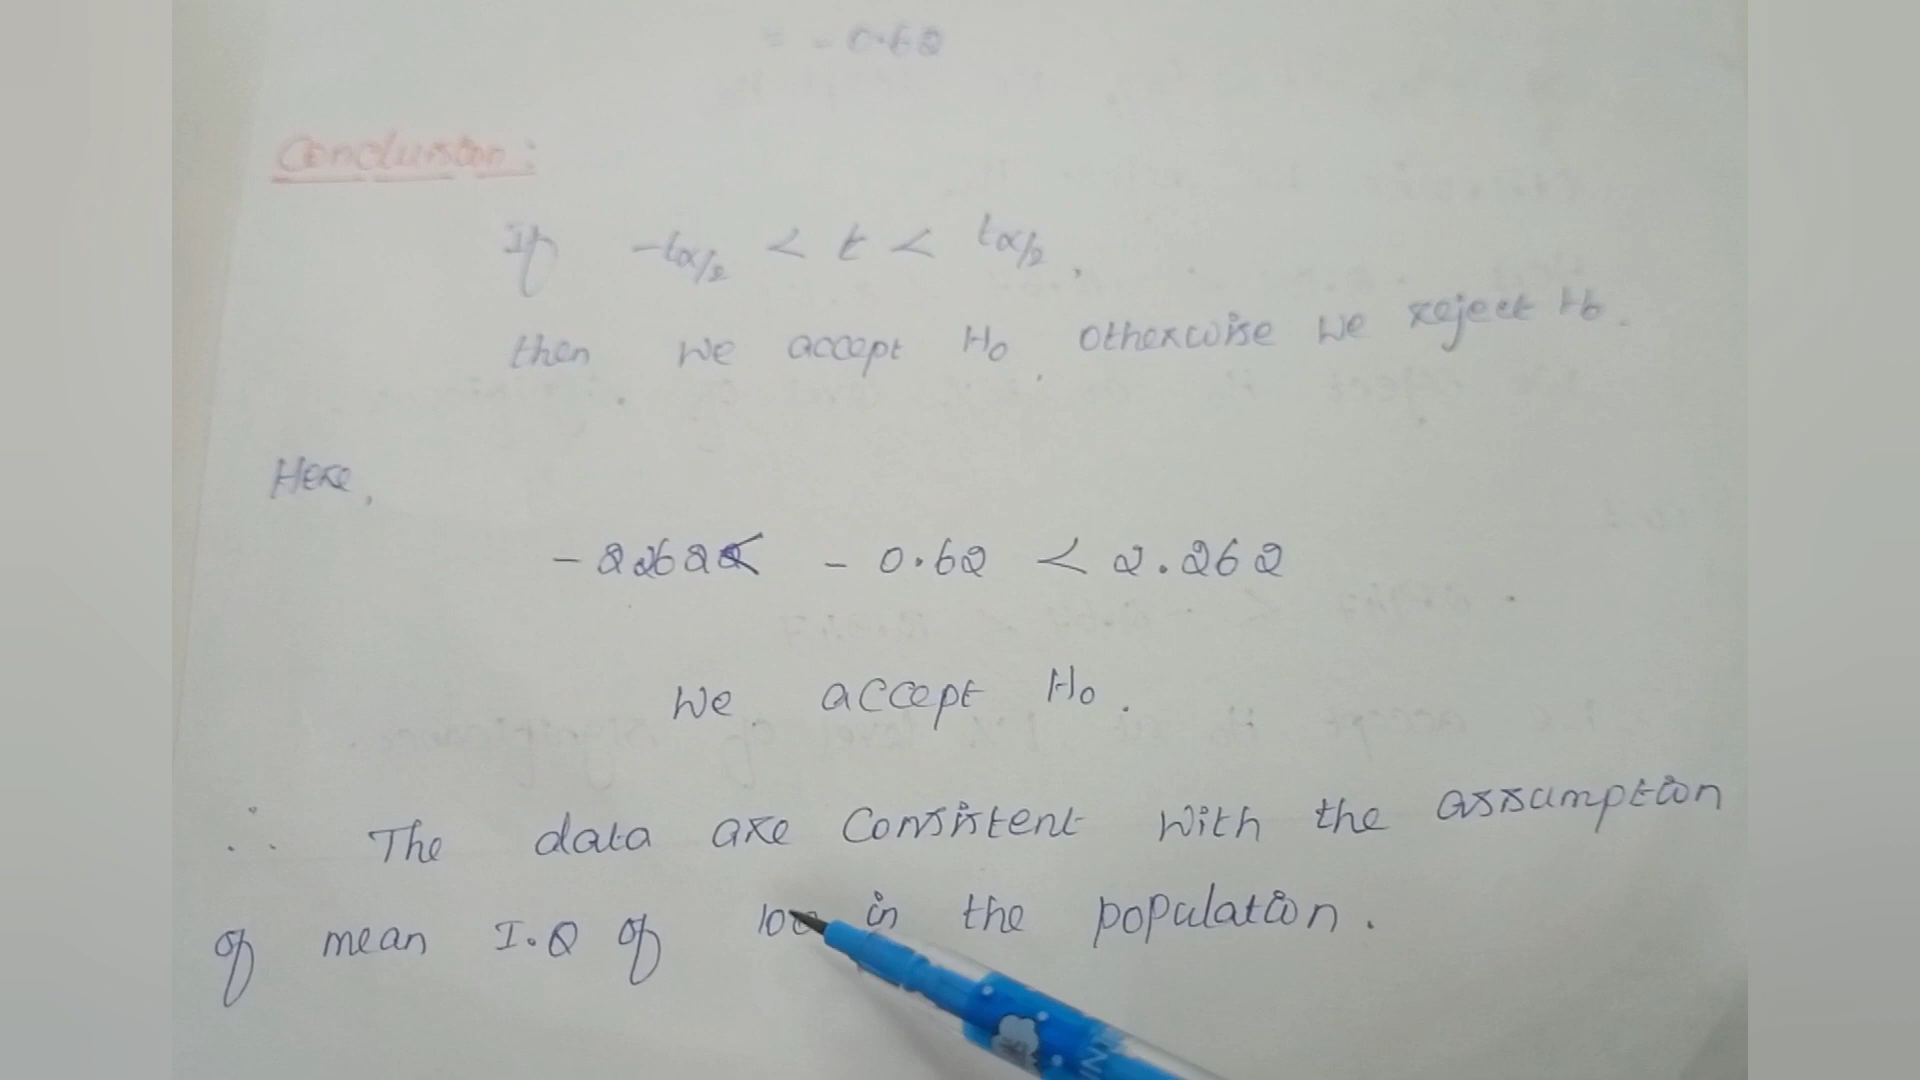 = - 0.62
Conclusion:
If -tα/2 < t < tα/2,
then we accept H0. otherwise we reject H0.
Here,
- 2.262 < - 0.62 < 2.262
We accept H0.
∴ The data are consistent with the assumption
of mean I.Q of 100 in the population.